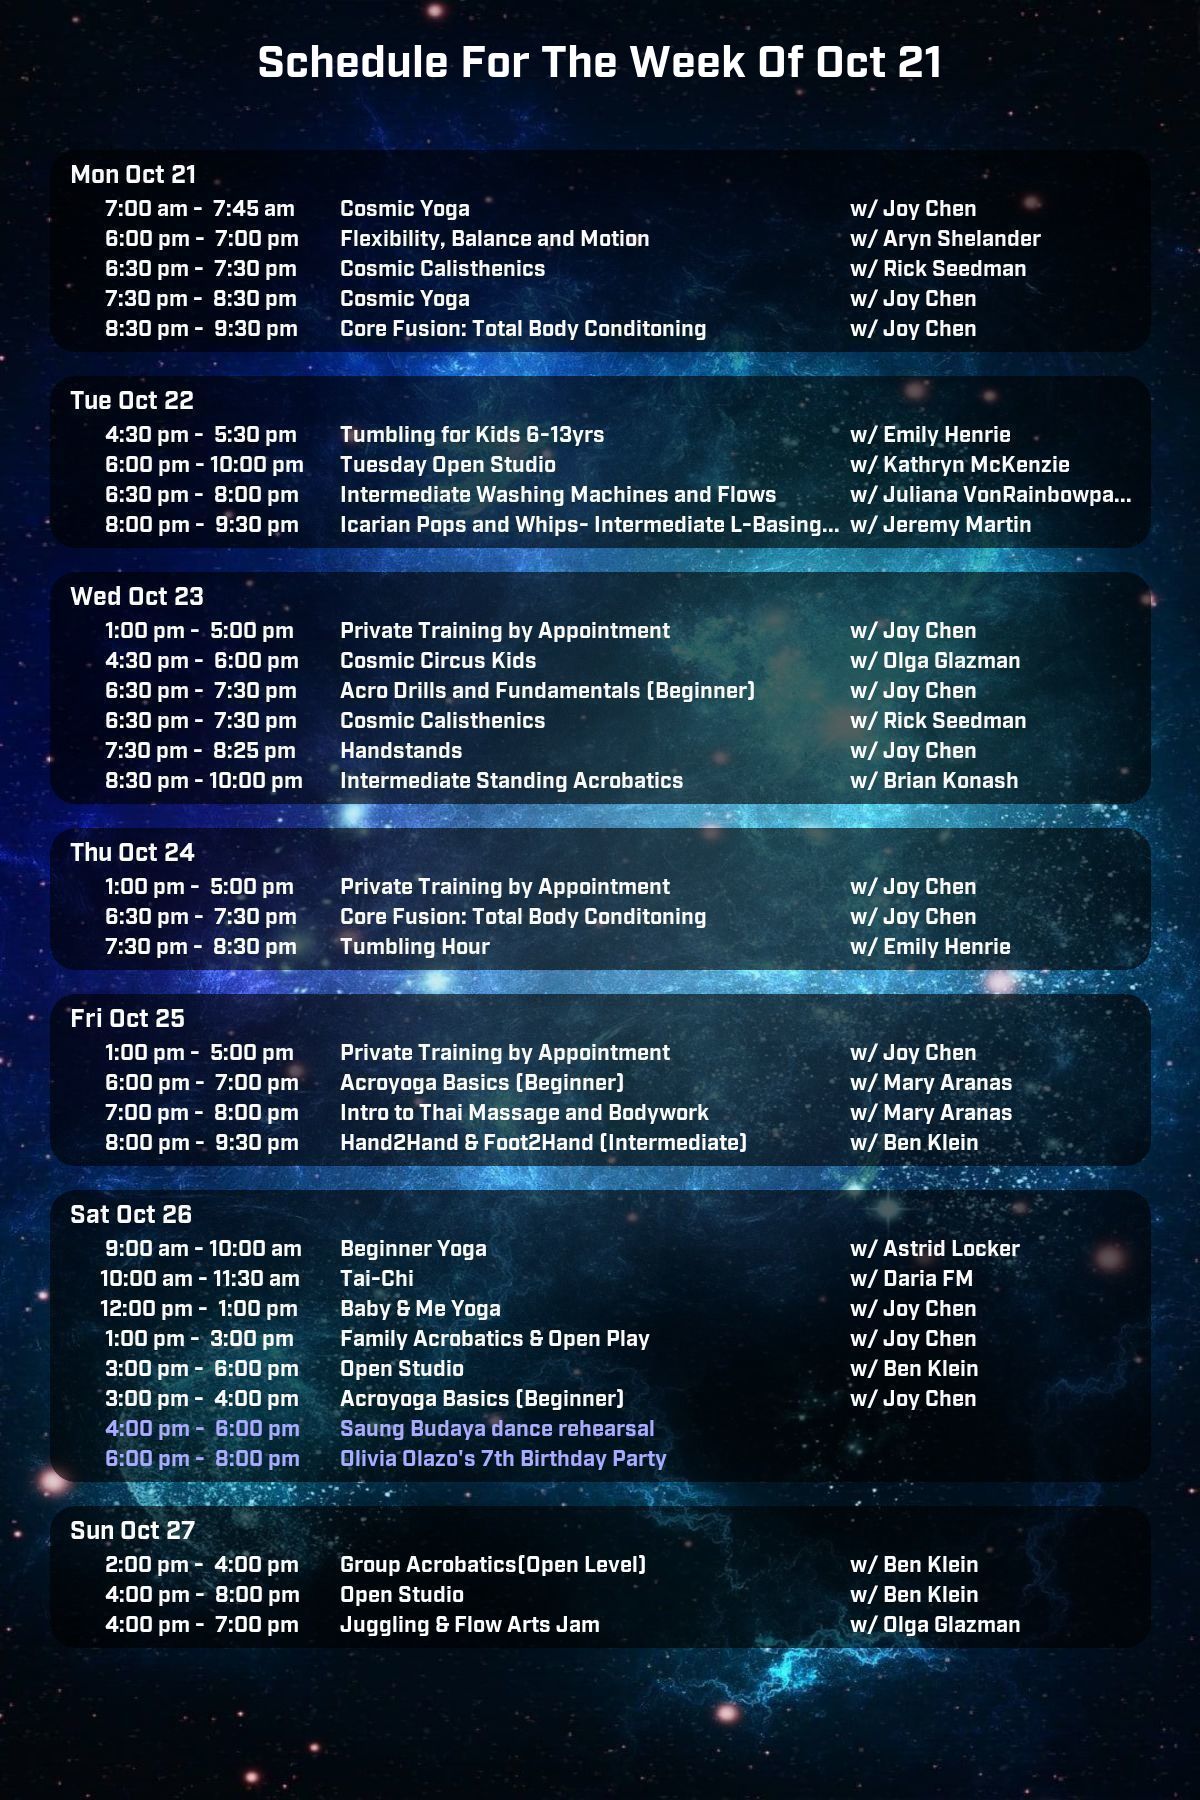 Schedule For The Week Of Oct 21
Mon Oct 21
7:00 am - 7:45 am Cosmic Yoga w/ Joy Chen
6:00 pm - 7:00 pm Flexibility, Balance and Motion w/ Aryn Shelander
6:30 pm - 7:30 pm Cosmic Calisthenics w/ Rick Seedman
7:30 pm - 8:30 pm Cosmic Yoga w/ Joy Chen
8:30 pm - 9:30 pm Core Fusion: Total Body Conditoning w/ Joy Chen
Tue Oct 22
4:30 pm - 5:30 pm Tumbling for Kids 6-13yrs w/ Emily Henrie
6:00 pm - 10:00 pm Tuesday Open Studio w/ Kathryn McKenzie
6:30 pm - 8:00 pm Intermediate Washing Machines and Flows w/ Juliana VonRainbowpa...
8:00 pm - 9:30 pm Icarian Pops and Whips- Intermediate L-Basing... w/ Jeremy Martin
Wed Oct 23
1:00 pm - 5:00 pm Private Training by Appointment w/ Joy Chen
4:30 pm - 6:00 pm Cosmic Circus Kids w/ Olga Glazman
6:30 pm - 7:30 pm Acro Drills and Fundamentals (Beginner) w/ Joy Chen
6:30 pm - 7:30 pm Cosmic Calisthenics w/ Rick Seedman
7:30 pm - 8:25 pm Handstands w/ Joy Chen
8:30 pm - 10:00 pm Intermediate Standing Acrobatics w/ Brian Konash
Thu Oct 24
1:00 pm - 5:00 pm Private Training by Appointment w/ Joy Chen
6:30 pm - 7:30 pm Core Fusion: Total Body Conditoning w/ Joy Chen
7:30 pm - 8:30 pm Tumbling Hour w/ Emily Henrie
Fri Oct 25
1:00 pm - 5:00 pm Private Training by Appointment w/ Joy Chen
6:00 pm - 7:00 pm Acroyoga Basics (Beginner) w/ Mary Aranas
7:00 pm - 8:00 pm Intro to Thai Massage and Bodywork w/ Mary Aranas
8:00 pm - 9:30 pm Hand2Hand & Foot2Hand (Intermediate) w/ Ben Klein
Sat Oct 26
9:00 am - 10:00 am Beginner Yoga w/ Astrid Locker
10:00 am - 11:30 am Tai-Chi w/ Daria FM
12:00 pm - 1:00 pm Baby & Me Yoga w/ Joy Chen
1:00 pm - 3:00 pm Family Acrobatics & Open Play w/ Joy Chen
3:00 pm - 6:00 pm Open Studio w/ Ben Klein
3:00 pm - 4:00 pm Acroyoga Basics (Beginner) w/ Joy Chen
4:00 pm - 6:00 pm Saung Budaya dance rehearsal
6:00 pm - 8:00 pm Olivia Olazo's 7th Birthday Party
Sun Oct 27
2:00 pm - 4:00 pm Group Acrobatics(Open Level) w/ Ben Klein
4:00 pm - 8:00 pm Open Studio w/ Ben Klein
4:00 pm - 7:00 pm Juggling & Flow Arts Jam w/ Olga Glazman